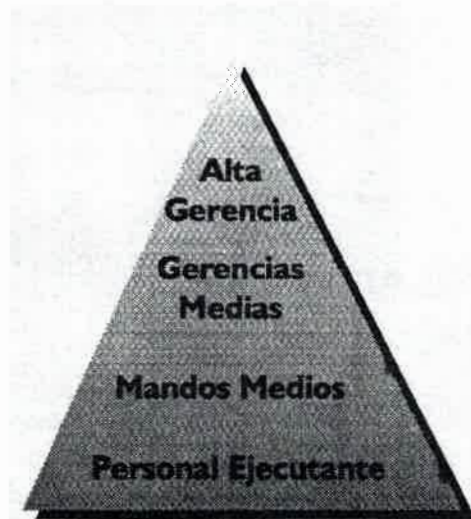 Alta
Gerencia
Gerencias
Medias
Mandos Medios
Personal Ejecutante